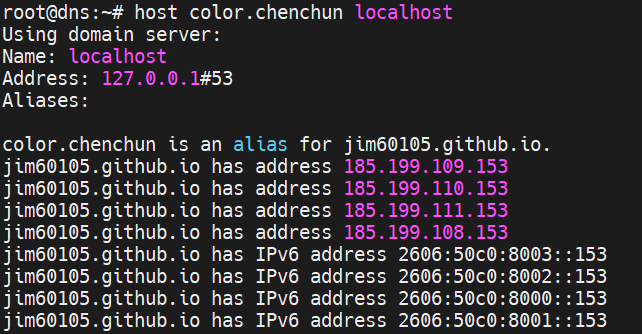 root@dns:~# host color.chenchun localhost
Using domain server:
Name: localhost
Address: 127.0.0.1#53
Aliases:

color.chenchun is an alias for jim60105.github.io.
jim60105.github.io has address 185.199.109.153
jim60105.github.io has address 185.199.110.153
jim60105.github.io has address 185.199.111.153
jim60105.github.io has address 185.199.108.153
jim60105.github.io has IPv6 address 2606:50c0:8003::153
jim60105.github.io has IPv6 address 2606:50c0:8002::153
jim60105.github.io has IPv6 address 2606:50c0:8000::153
jim60105.github.io has IPv6 address 2606:50c0:8001::153